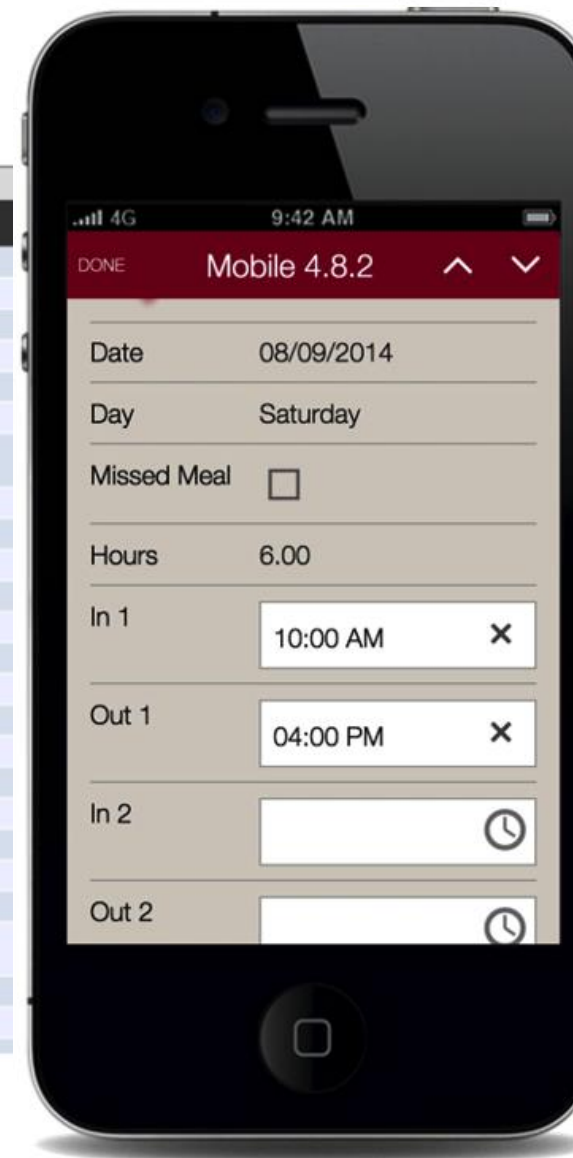 4G 9:42 AM
DONE Mobile 4.8.2
Date 08/09/2014
Day Saturday
Missed Meal
Hours 6.00
In 1 10:00 AM
Out 1 04:00 PM
In 2
Out 2